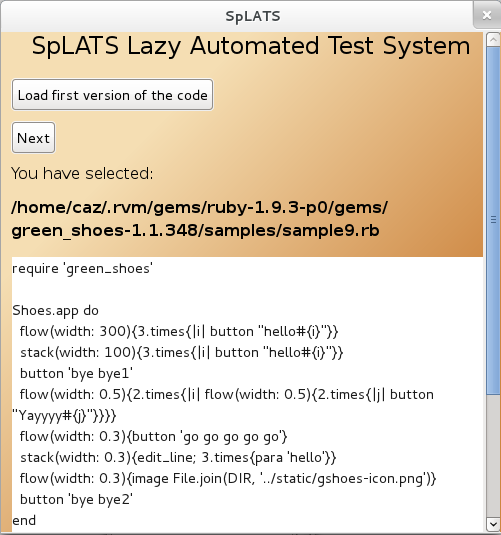 SpLATS
SpLATS Lazy Automated Test System
Load first version of the code
Next
You have selected:
/home/caz/.rvm/gems/ruby-1.9.3-p0/gems/
green_shoes-1.1.348/samples/sample9.rb
require 'green_shoes'

Shoes.app do
  flow(width: 300){3.times{|i| button "hello#{i}"}}
  stack(width: 100){3.times{|i| button "hello#{i}"}}
  button 'bye bye1'
  flow(width: 0.5){2.times{|i| flow(width: 0.5){2.times{|j| button
"Yayyyy#{j}"}}}}
  flow(width: 0.3){button 'go go go go go'}
  stack(width: 0.3){edit_line; 3.times{para 'hello'}}
  flow(width: 0.3){image File.join(DIR, '../static/gshoes-icon.png')}
  button 'bye bye2'
end